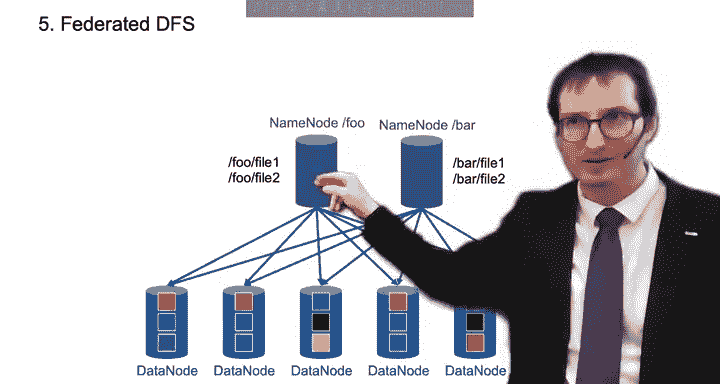 5. Federated DFS
NameNode /foo
NameNode /bar
/foo/file1
/foo/file2
/bar/file1
/bar/file2
DataNode
DataNode
DataNode
DataNode
DataNode